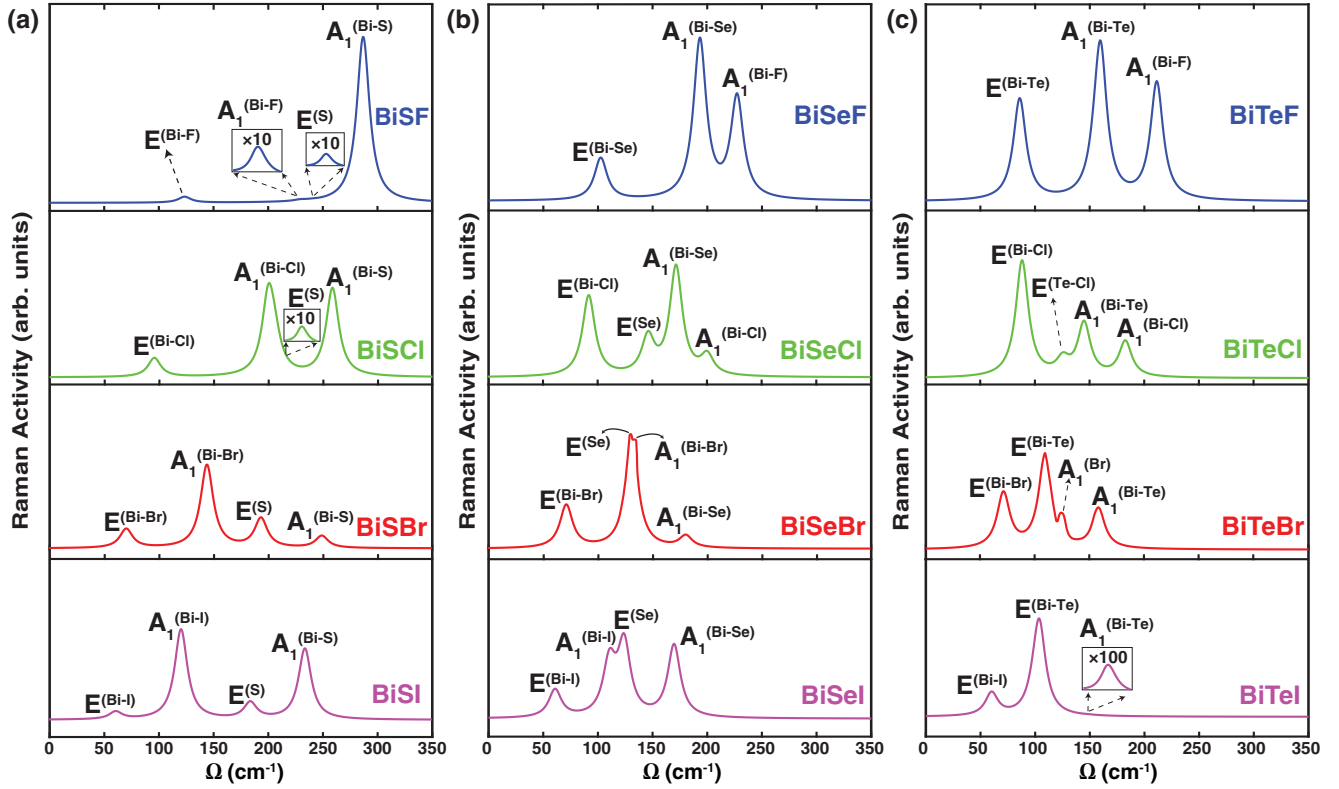 (a)
Raman Activity (arb. units)
A₁(Bi-S)
A₁(Bi-F)
E(S)
BiSF
E(Bi-F)
×10
×10
A₁(Bi-Cl)
A₁(Bi-S)
E(S)
×10
E(Bi-Cl)
BiSCl
A₁(Bi-Br)
E(Bi-Br)
E(S)
A₁(Bi-S)
BiSBr
A₁(Bi-I)
A₁(Bi-S)
E(Bi-I)
E(S)
BiSI
0 50 100 150 200 250 300 350
Ω (cm⁻¹)
(b)
Raman Activity (arb. units)
A₁(Bi-Se)
A₁(Bi-F)
BiSeF
E(Bi-Se)
A₁(Bi-Se)
E(Bi-Cl)
E(Se)
A₁(Bi-Cl)
BiSeCl
E(Se)
A₁(Bi-Br)
E(Bi-Br)
A₁(Bi-Se)
BiSeBr
E(Se)
A₁(Bi-I)
A₁(Bi-Se)
E(Bi-I)
BiSeI
0 50 100 150 200 250 300 350
Ω (cm⁻¹)
(c)
Raman Activity (arb. units)
A₁(Bi-Te)
A₁(Bi-F)
E(Bi-Te)
BiTeF
E(Bi-Cl)
E(Te-Cl)
A₁(Bi-Te)
A₁(Bi-Cl)
BiTeCl
E(Bi-Te)
A₁(Br)
E(Bi-Br)
A₁(Bi-Te)
BiTeBr
E(Bi-Te)
A₁(Bi-Te)
×100
E(Bi-I)
BiTeI
0 50 100 150 200 250 300 350
Ω (cm⁻¹)